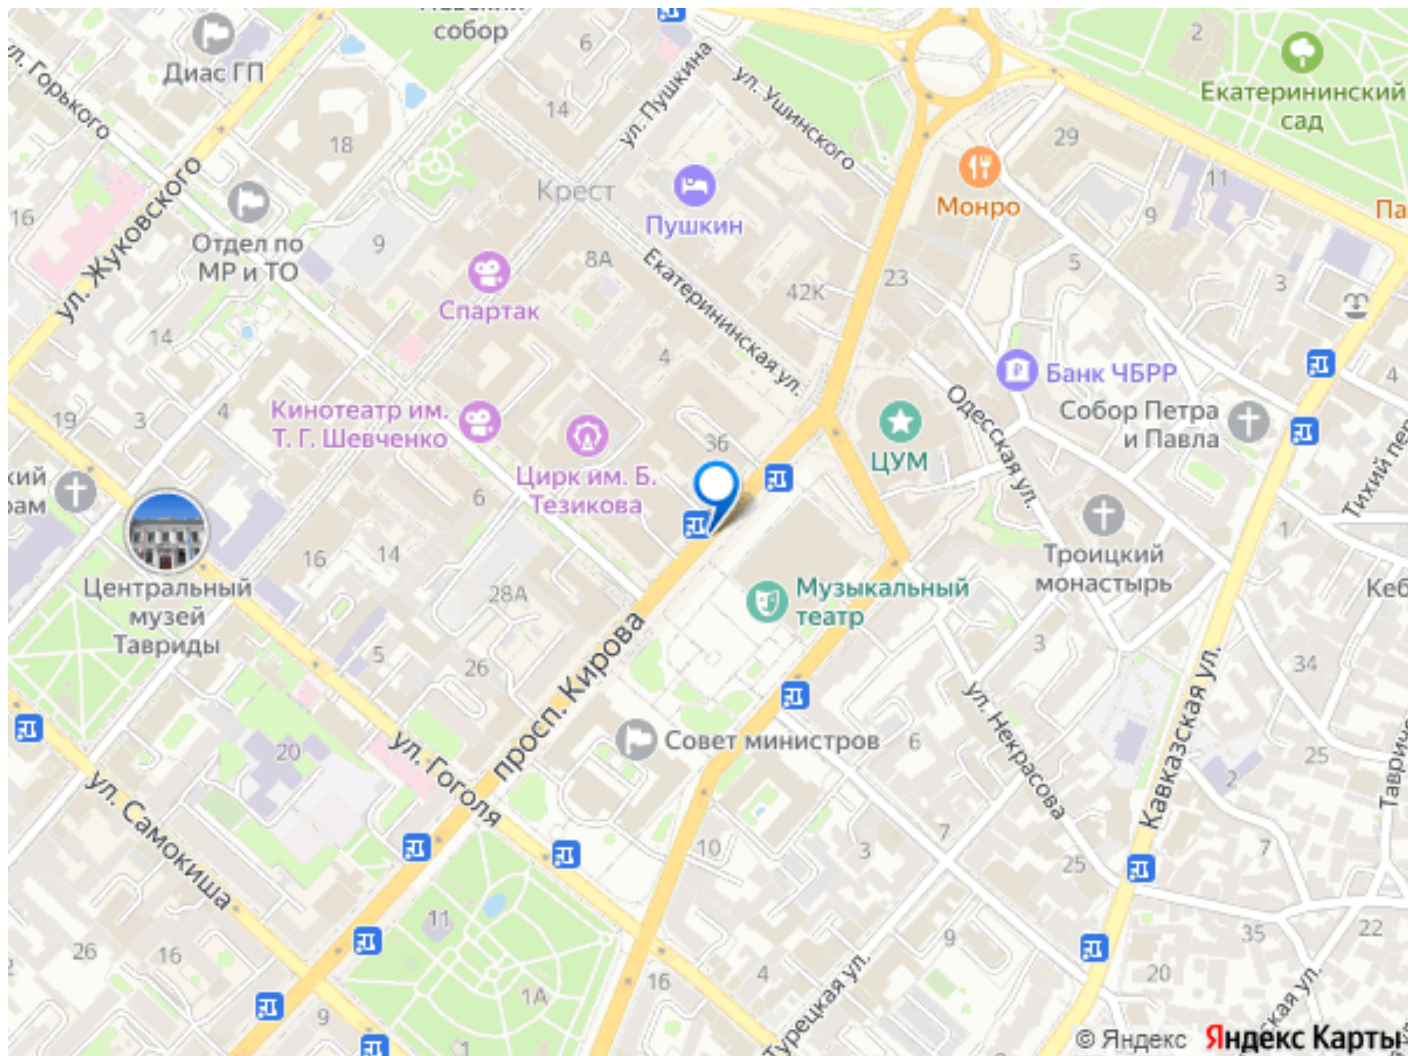 собор
6
2
Диас ГП
ул. Горького
ул. Пушкина
ул. Ушинского
Екатерининский
сад
14
18
29
11
Монро
Крест
Пушкин
9
16
Отдел по
МР и ТО
9
8А
Па
ул. Жуковского
Спартак
Екатерининская ул.
42К
23
5
3
14
4
Банк ЧБРР
4
Кинотеатр им.
Т. Г. Шевченко
19
3
4
36
ЦУМ
Одесская ул.
Собор Петра
и Павла
Цирк им. Б.
Тезикова
6
Тихий пер
1
16
14
28А
Троицкий
монастырь
Центральный
музей
Тавриды
Музыкальный
театр
Кеб
5
26
просп. Кирова
3
34
ул. Некрасова
Кавказская ул.
Совет министров
6
20
ул. Гоголя
25
2
Тавриче
ул. Самокиша
10
3
7
25
7
11
26
16
9
35
22
1А
16
4
20
9
Турецкая ул.
1
© Яндекс
Яндекс Карты